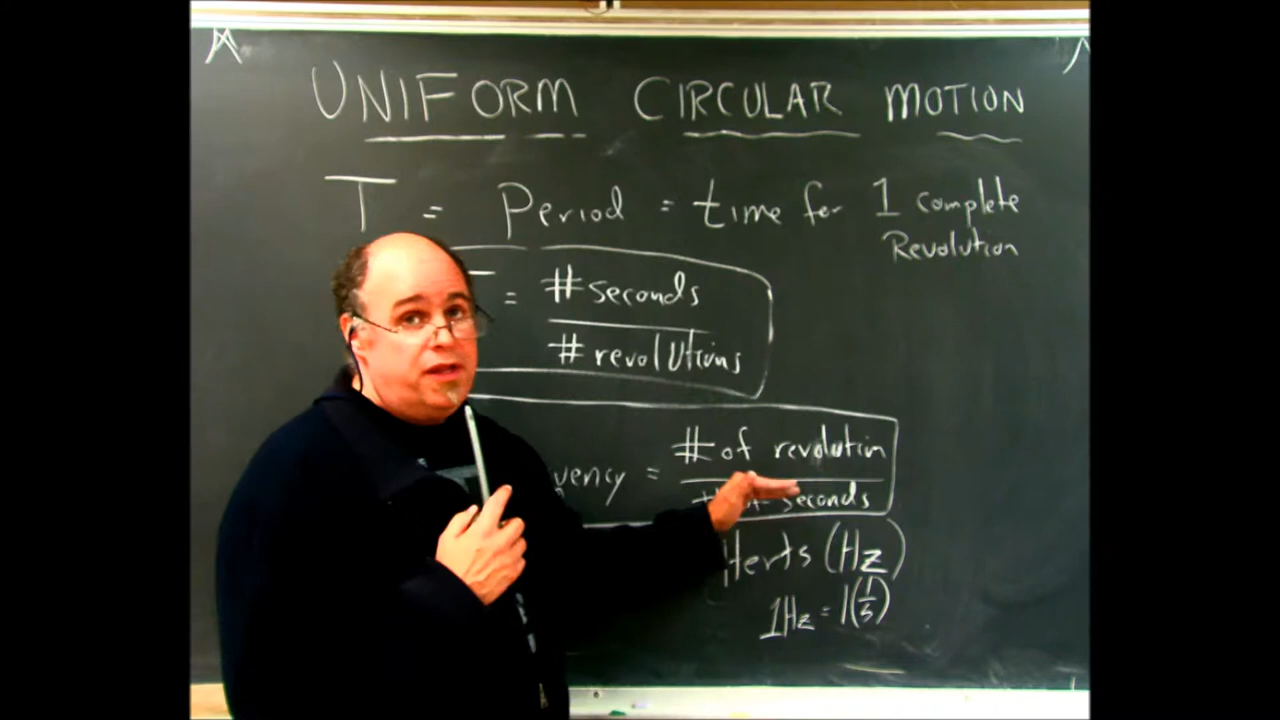 UNIFORM CIRCULAR MOTION
T = Period = time for 1 complete
Revolution
= # seconds
# revolutions
= # of revolution
# of seconds
Herts (Hz)
1Hz = 1(1/s)